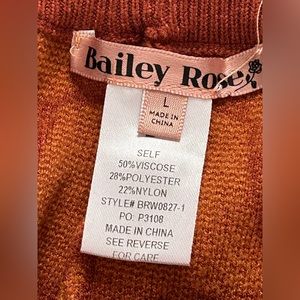 Bailey Rose
L
MADE IN
CHINA
SELF
50%VISCOSE
28%POLYESTER
22%NYLON
STYLE# BRW0827-1
PO: P3108
MADE IN CHINA
SEE REVERSE
FOR CARE